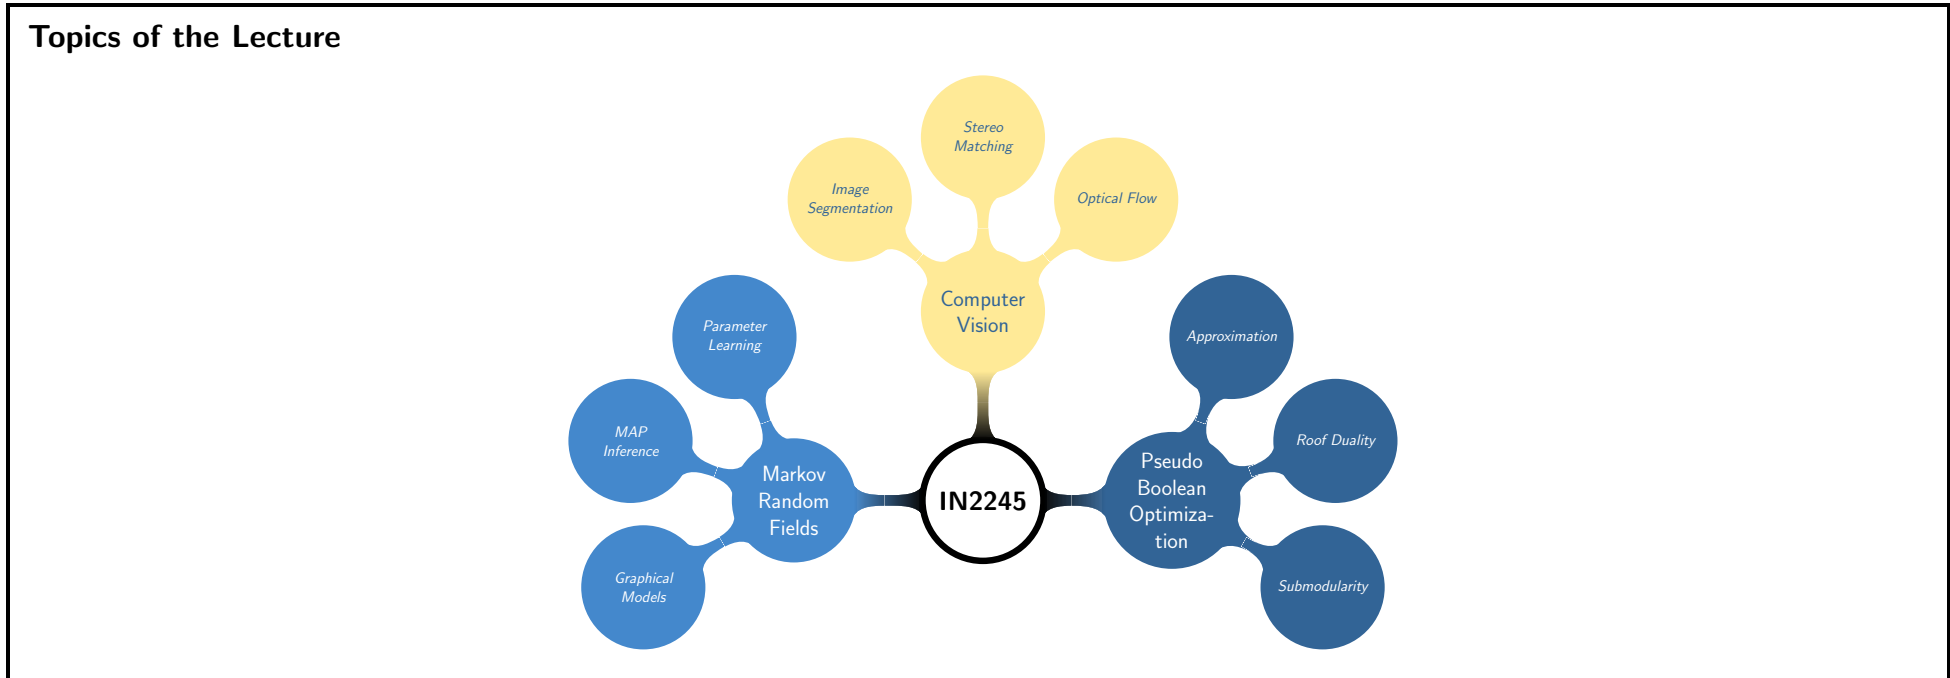 Topics of the Lecture
Stereo
Matching
Image
Segmentation
Optical Flow
Computer
Vision
Parameter
Learning
MAP
Inference
Graphical
Models
Markov
Random
Fields
IN2245
Pseudo
Boolean
Optimiza-
tion
Approximation
Roof Duality
Submodularity